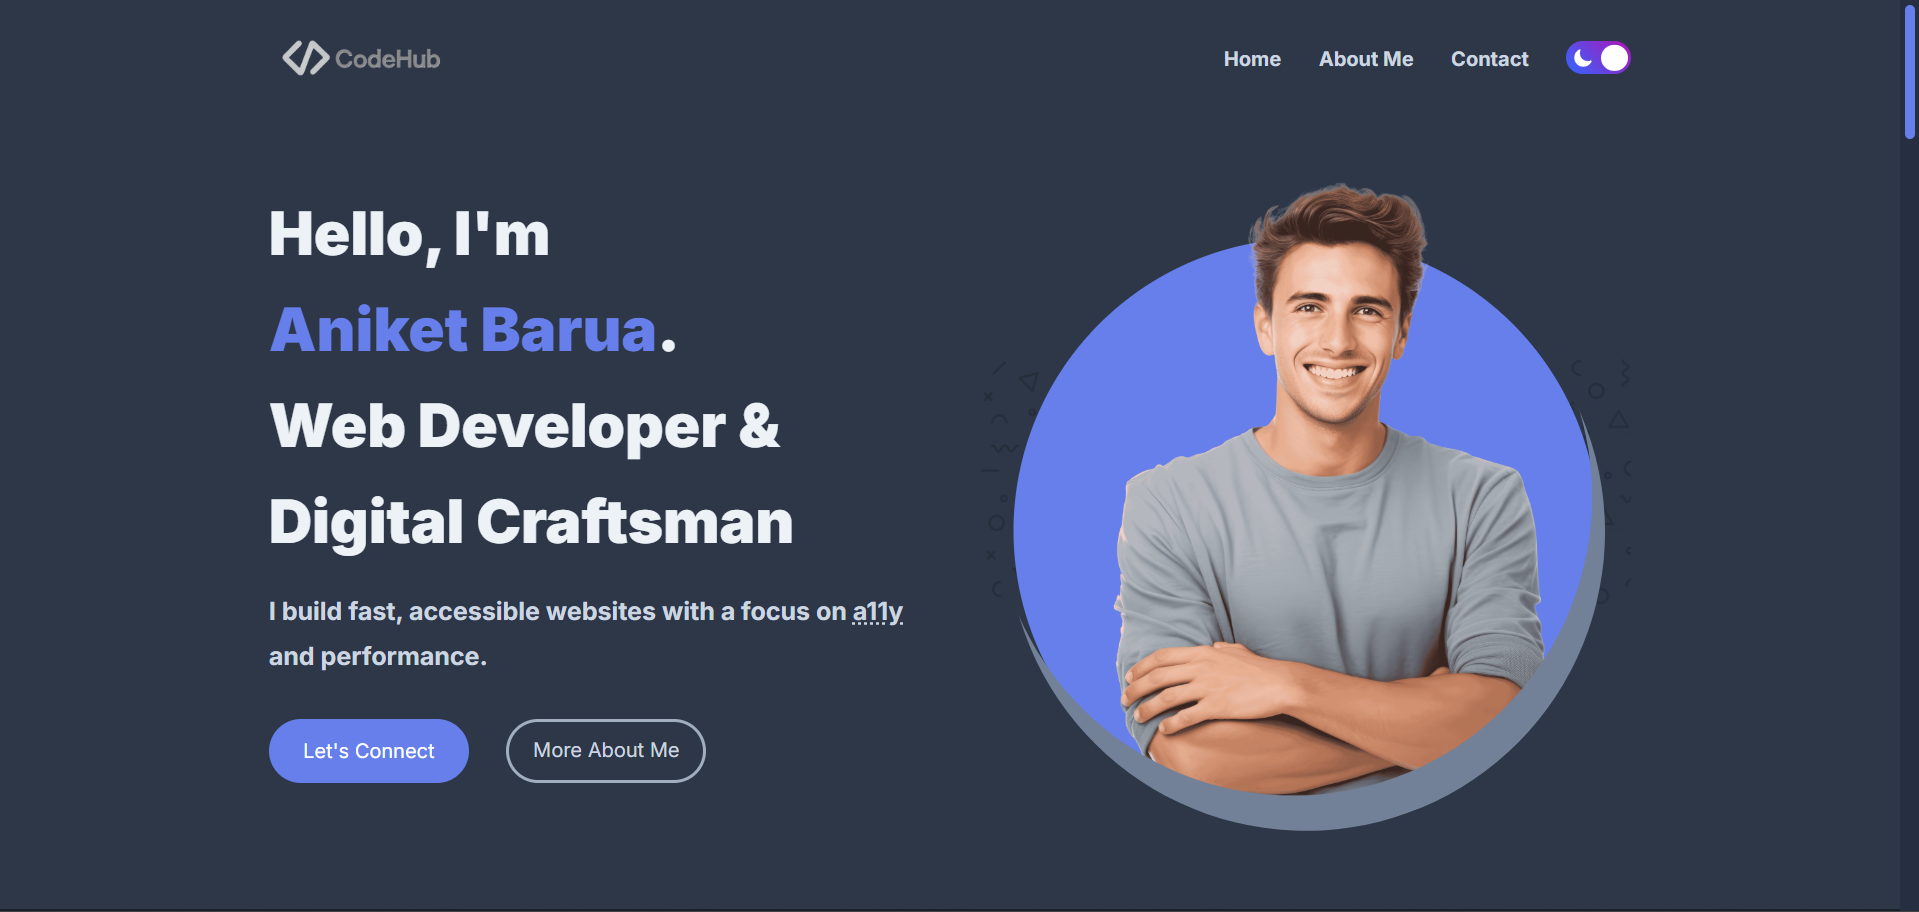 CodeHub
Home
About Me
Contact
Hello, I'm
Aniket Barua.
Web Developer &
Digital Craftsman
I build fast, accessible websites with a focus on a11y
and performance.
Let's Connect
More About Me